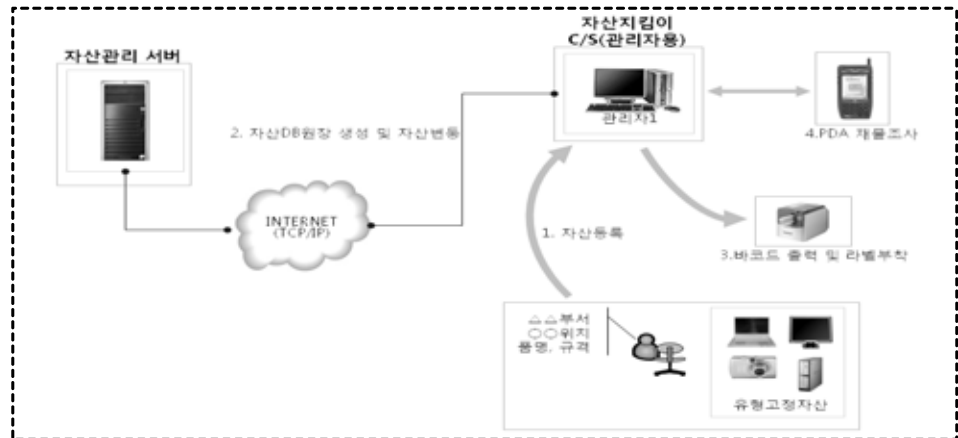 자산지킴이
C/S(관리자용)
자산관리 서버
관리자1
2. 자산DB원장 생성 및 자산변동
4.PDA 재물조사
INTERNET
(TCP/IP)
1. 자산등록
3.바코드 출력 및 라벨부착
△△부서
○○위치
품명, 규격
유형고정자산